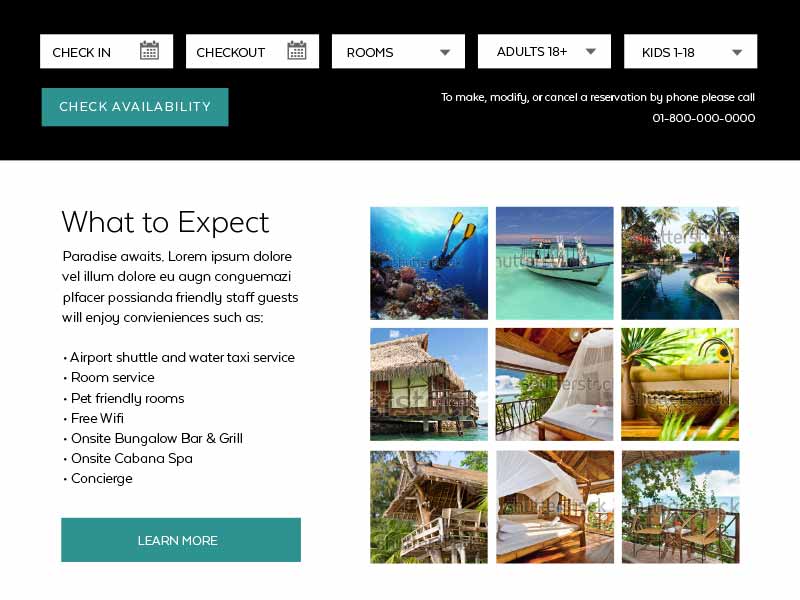 CHECK IN
CHECKOUT
ROOMS
ADULTS 18+
KIDS 1-18
CHECK AVAILABILITY
To make, modify, or cancel a reservation by phone please call
01-800-000-0000
What to Expect
Paradise awaits, Lorem ipsum dolore
vel illum dolore eu augn conguemazi
plfacer possianda friendly staff guests
will enjoy convieniences such as:
• Airport shuttle and water taxi service
• Room service
• Pet friendly rooms
• Free Wifi
• Onsite Bungalow Bar & Grill
• Onsite Cabana Spa
• Concierge
LEARN MORE